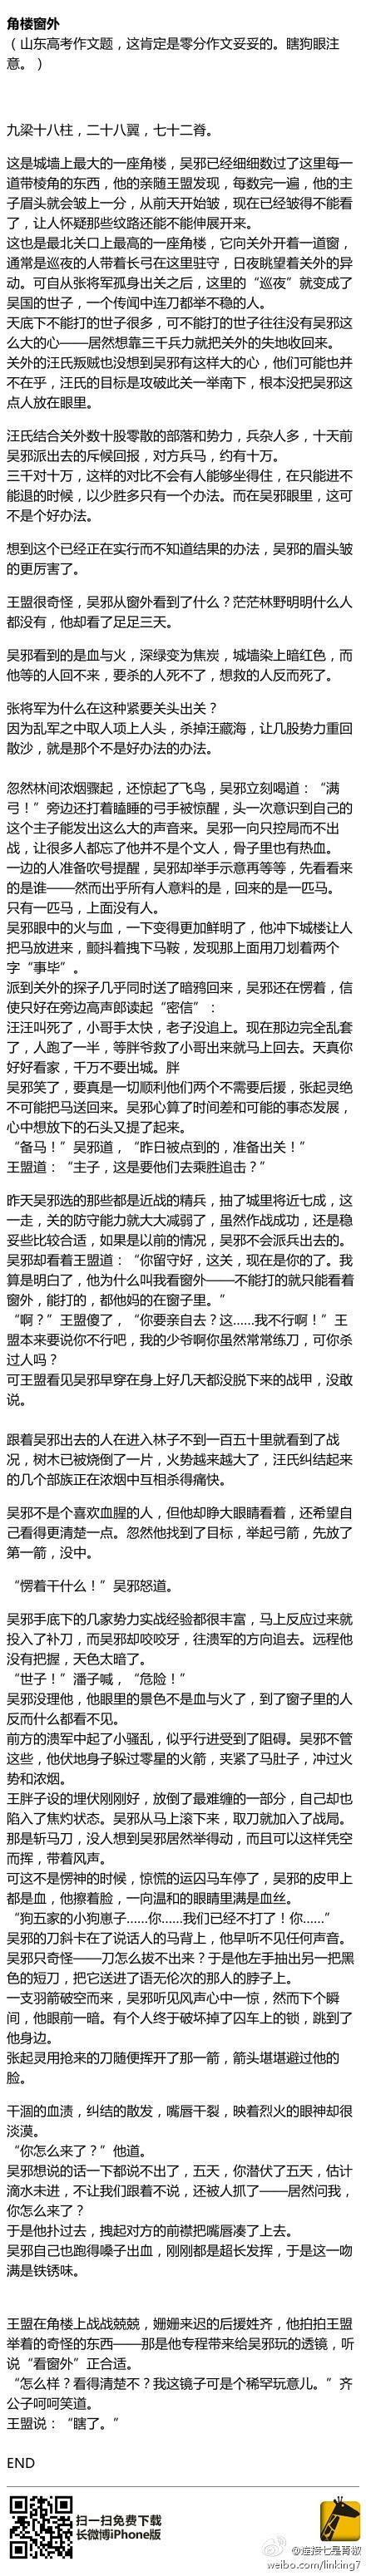 角楼窗外
（山东高考作文题，这肯定是零分作文妥妥的。瞎狗眼注
意。）
九梁十八柱，二十八翼，七十二脊。
这是城墙上最大的一座角楼，吴邪已经细细数过了这里每一
道带棱角的东西，他的亲随王盟发现，每数完一遍，他的主
子眉头就会皱上一分，从前天开始皱，现在已经皱得不能看
了，让人怀疑那些纹路还能不能伸展开来。
这也是最北关口上最高的一座角楼，它向关外开着一道窗，
通常是巡夜的人带着长弓在这里驻守，日夜眺望着关外的异
动。可自从张将军孤身出关之后，这里的“巡夜”就变成了
吴国的世子，一个传闻中连刀都举不稳的人。
天底下不能打的世子很多，可不能打的世子往往没有吴邪这
么大的心——居然想靠三千兵力就把关外的失地收回来。
关外的汪氏叛贼也没想到吴邪有这样大的心，他们可能也并
不在乎，汪氏的目标是攻破此关一举南下，根本没把吴邪这
点人放在眼里。
汪氏结合关外数十股零散的部落和势力，兵杂人多，十天前
吴邪派出去的斥候回报，对方兵马，约有十万。
三千对十万，这样的对比不会有人能够坐得住，在只能进不
能退的时候，以少胜多只有一个办法。而在吴邪眼里，这可
不是个好办法。
想到这个已经正在实行而不知道结果的办法，吴邪的眉头皱
的更厉害了。
王盟很奇怪，吴邪从窗外看到了什么？茫茫林野明明什么人
都没有，他却看了足足三天。
吴邪看到的是血与火，深绿变为焦炭，城墙染上暗红色，而
他等的人回不来，要杀的人死不了，想救的人反而死了。
张将军为什么在这种紧要关头出关？
因为乱军之中取人项上人头，杀掉汪藏海，让几股势力重回
散沙，就是那个不是好办法的办法。
忽然林间浓烟骤起，还惊起了飞鸟，吴邪立刻喝道：“满
弓！”旁边还打着瞌睡的弓手被惊醒，头一次意识到自己的
这个主子能发出这么大的声音来。吴邪一向只控局而不出
战，让很多人都忘了他并不是个文人，骨子里也有热血。
一边的人准备吹号提醒，吴邪却举手示意再等等，先看看来
的是谁——然而出乎所有人意料的是，回来的是一匹马。
只有一匹马，上面没有人。
吴邪眼中的火与血，一下变得更加鲜明了，他冲下城楼让人
把马放进来，颤抖着拽下马鞍，发现那上面用刀划着两个
字“事毕”。
派到关外的探子几乎同时送了暗鸦回来，吴邪还在愣着，信
使只好在旁边高声郎读起“密信”：
汪汪叫死了，小哥手太快，老子没追上。现在那边完全乱套
了，人跑了一半，等胖爷救了小哥出来就马上回去。天真你
好好看家，千万不要出城。胖
吴邪笑了，要真是一切顺利他们两个不需要后援，张起灵绝
不可能把马送回来。吴邪心算了时间差和可能的事态发展，
心中想放下的石头又提了起来。
“备马！”吴邪道，“昨日被点到的，准备出关！”
王盟道：“主子，这是要他们去乘胜追击？”
昨天吴邪选的那些都是近战的精兵，抽了城里将近七成，这
一走，关的防守能力就大大减弱了，虽然作战成功，还是稳
妥些比较合适，如果是以前的情况，吴邪不会派兵出去的。
吴邪却看着王盟道：“你留守好，这关，现在是你的了。我
算是明白了，他为什么叫我看窗外——不能打的就只能看着
窗外，能打的，都他妈的在窗子里。”
“啊？”王盟傻了，“你要亲自去？这……我不行啊！”王
盟本来要说你不行吧，我的少爷啊你虽然常常练刀，可你杀
过人吗？
可王盟看见吴邪早穿在身上好几天都没脱下来的战甲，没敢
说。
跟着吴邪出去的人在进入林子不到一百五十里就看到了战
况，树木已被烧倒了一片，火势越来越大了，汪氏纠结起来
的几个部族正在浓烟中互相杀得痛快。
吴邪不是个喜欢血腥的人，但他却睁大眼睛看着，还希望自
己看得更清楚一点。忽然他找到了目标，举起弓箭，先放了
第一箭，没中。
“愣着干什么！”吴邪怒道。
吴邪手底下的几家势力实战经验都很丰富，马上反应过来就
投入了补刀，而吴邪却咬咬牙，往溃军的方向追去。远程他
没有把握，天色太暗了。
“世子！”潘子喊，“危险！”
吴邪没理他，他眼里的景色不是血与火了，到了窗子里的人
反而什么都看不见。
前方的溃军中起了小骚乱，似乎行进受到了阻碍。吴邪不管
这些，他伏地身子躲过零星的火箭，夹紧了马肚子，冲过火
势和浓烟。
王胖子设的埋伏刚刚好，放倒了最难缠的一部分，自己却也
陷入了焦灼状态。吴邪从马上滚下来，取刀就加入了战局。
那是斩马刀，没人想到吴邪居然举得动，而且可以这样凭空
而挥，带着风声。
可这不是愣神的时候，惊慌的运囚马车停了，吴邪的皮甲上
都是血，他擦着脸，一向温和的眼睛里满是血丝。
“狗五家的小狗崽子……你……我们已经不打了！你……”
吴邪的刀斜卡在了说话人的马背上，他早听不见任何声音。
吴邪只奇怪——刀怎么拔不出来？于是他左手抽出另一把黑
色的短刀，把它送进了语无伦次的那人的脖子上。
一支羽箭破空而来，吴邪听见风声心中一惊，然而下个瞬
间，他眼前一暗。有个人终于破坏掉了囚车上的锁，跳到了
他身边。
张起灵用抢来的刀随便挥开了那一箭，箭头堪堪避过他的
脸。
干涸的血渍，纠结的散发，嘴唇干裂，映着烈火的眼神却很
淡漠。
“你怎么来了？”他道。
吴邪想说的话一下都说不出了，五天，你潜伏了五天，估计
滴水未进，不让我们跟着不说，还被人抓了——居然问我，
你怎么来了？
于是他扑过去，拽起对方的前襟把嘴唇凑了上去。
吴邪自己也跑得嗓子出血，刚刚都是超长发挥，于是这一吻
满是铁锈味。
王盟在角楼上战战兢兢，姗姗来迟的后援姓齐，他拍拍王盟
举着的奇怪的东西——那是他专程带来给吴邪玩的透镜，听
说“看窗外”正合适。
“怎么样？看得清楚不？我这镜子可是个稀罕玩意儿。”齐
公子呵呵笑道。
王盟说：“瞎了。”
END
扫一扫免费下载
长微博iPhone版
@连接七是菁椒
weibo.com/linking7